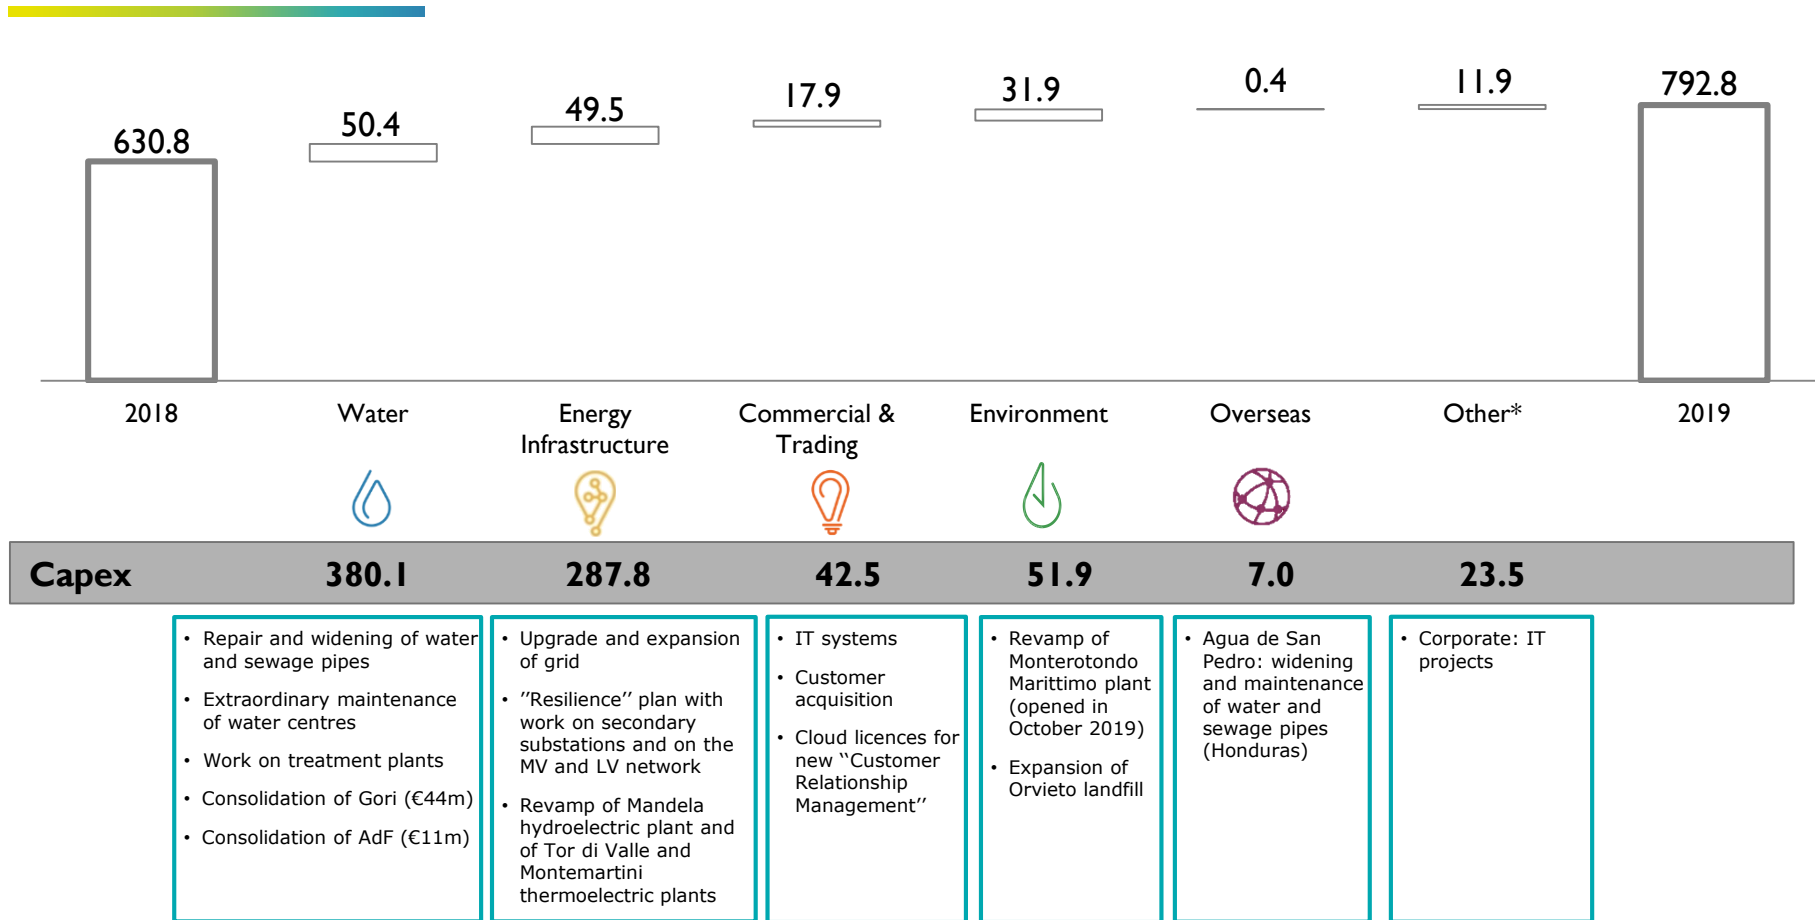 630.8
50.4
49.5
17.9
31.9
0.4
11.9
792.8
2018
Water
Energy
Infrastructure
Commercial &
Trading
Environment
Overseas
Other*
2019
Capex 380.1 287.8 42.5 51.9 7.0 23.5
• Repair and widening of water
and sewage pipes
• Extraordinary maintenance
of water centres
• Work on treatment plants
• Consolidation of Gori (€44m)
• Consolidation of AdF (€11m)
• Upgrade and expansion
of grid
• ’’Resilience’’ plan with
work on secondary
substations and on the
MV and LV network
• Revamp of Mandela
hydroelectric plant and
of Tor di Valle and
Montemartini
thermoelectric plants
• IT systems
• Customer
acquisition
• Cloud licences for
new ‘‘Customer
Relationship
Management’’
• Revamp of
Monterotondo
Marittimo plant
(opened in
October 2019)
• Expansion of
Orvieto landfill
• Agua de San
Pedro: widening
and maintenance
of water and
sewage pipes
(Honduras)
• Corporate: IT
projects